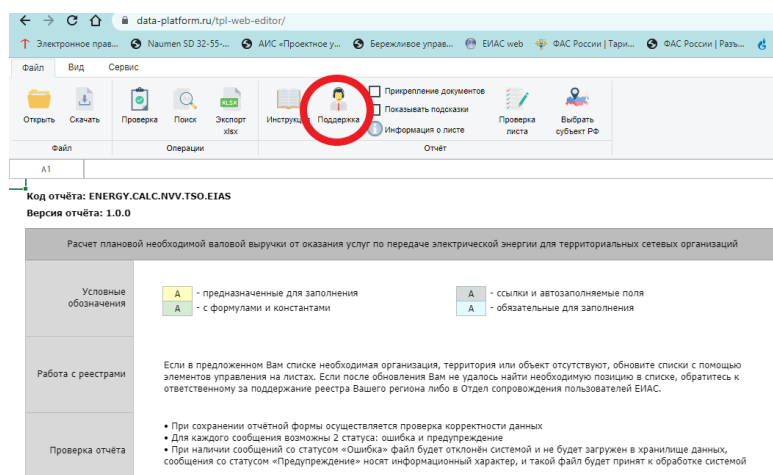 data-platform.ru/tpl-web-editor/
Электронное прав... Naumen SD 32-55-... АИС «Проектное у... Бережливое управ... ЕИАС web ФАС России | Тари... ФАС России | Разъ...
Файл Вид Сервис
Открыть Скачать Проверка Поиск Экспорт xlsx Инструкция Поддержка
Прикрепление документов
Показывать подсказки
Информация о листе
Проверка листа Выбрать субъект РФ
Файл Операции Отчёт
A1
Код отчёта: ENERGY.CALC.NVV.TSO.EIAS
Версия отчёта: 1.0.0
Расчет плановой необходимой валовой выручки от оказания услуг по передаче электрической энергии для территориальных сетевых организаций
Условные обозначения
А - предназначенные для заполнения А - ссылки и автозаполняемые поля
А - с формулами и константами А - обязательные для заполнения
Работа с реестрами
Если в предложенном Вам списке необходимая организация, территория или объект отсутствуют, обновите списки с помощью
элементов управления на листах. Если после обновления Вам не удалось найти необходимую позицию в списке, обратитесь к
ответственному за поддержание реестра Вашего региона либо в Отдел сопровождения пользователей ЕИАС.
Проверка отчёта
• При сохранении отчётной формы осуществляется проверка корректности данных
• Для каждого сообщения возможны 2 статуса: ошибка и предупреждение
• При наличии сообщений со статусом «Ошибка» файл будет отклонён системой и не будет загружен в хранилище данных,
сообщения со статусом «Предупреждение» носят информационный характер, и такой файл будет принят к обработке системой